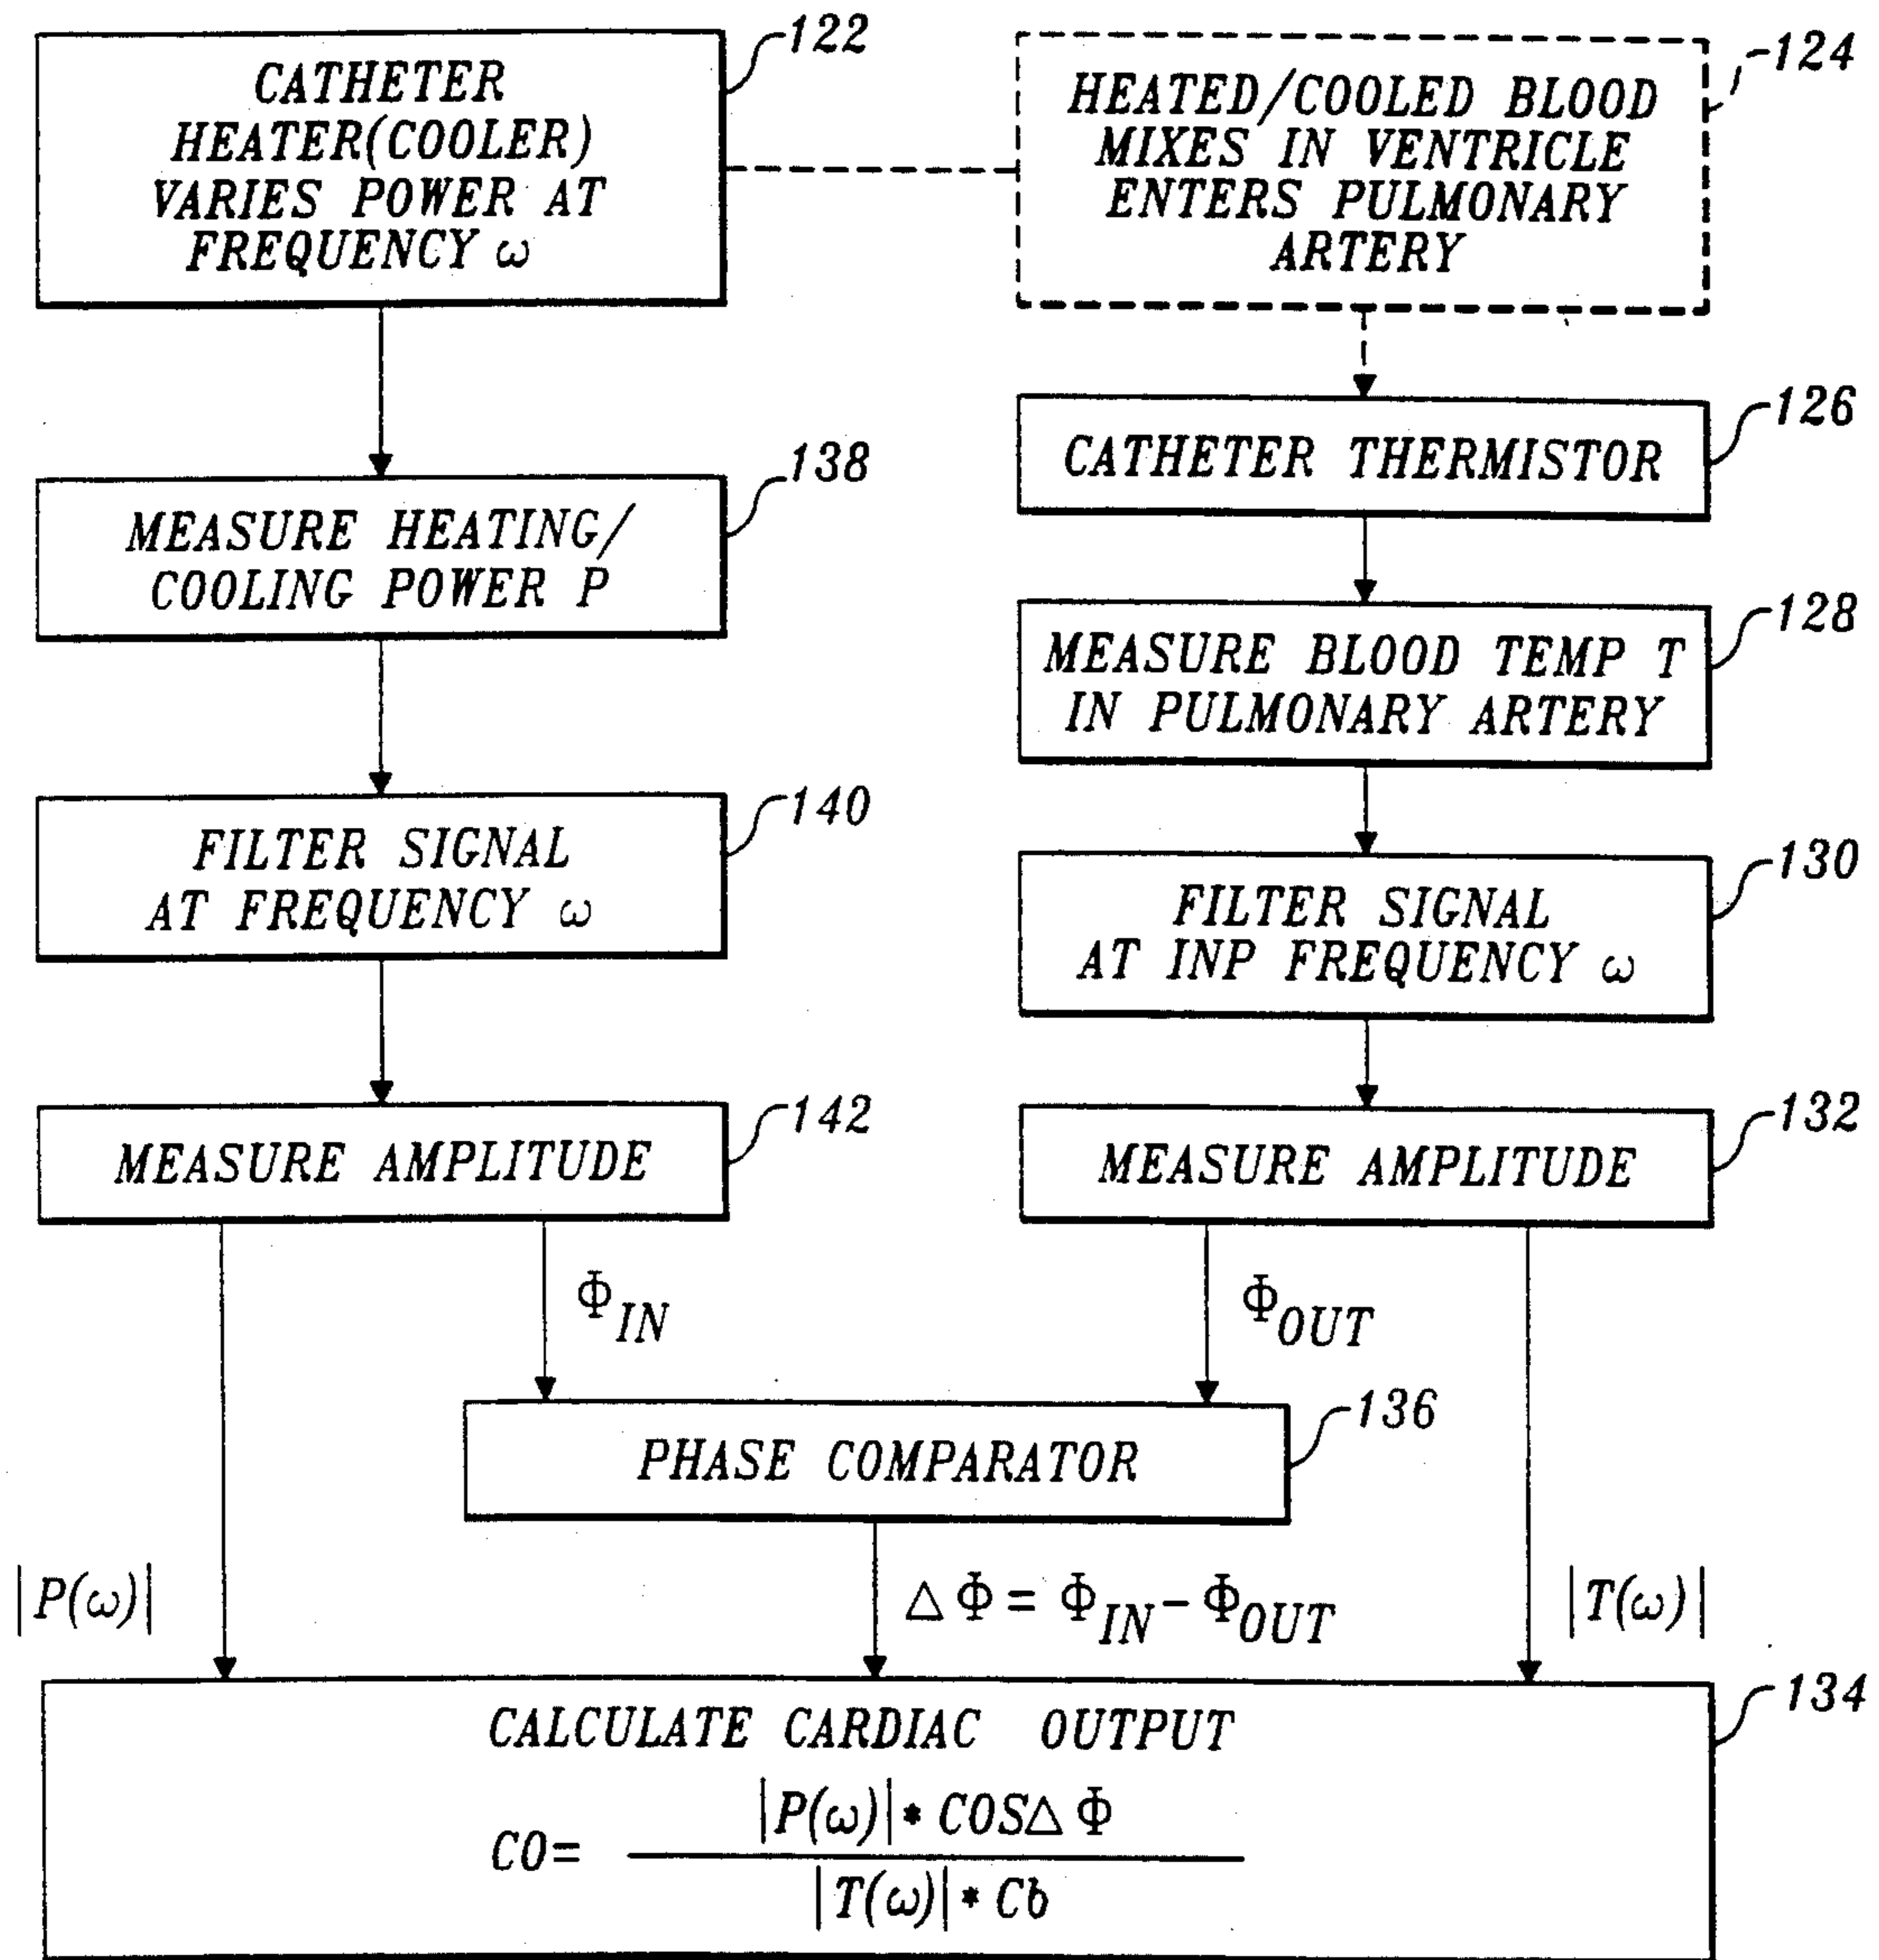 122
CATHETER
HEATER(COOLER)
VARIES POWER AT
FREQUENCY ω
124
HEATED/COOLED BLOOD
MIXES IN VENTRICLE
ENTERS PULMONARY
ARTERY
126
CATHETER THERMISTOR
138
MEASURE HEATING/
COOLING POWER P
128
MEASURE BLOOD TEMP T
IN PULMONARY ARTERY
140
FILTER SIGNAL
AT FREQUENCY ω
130
FILTER SIGNAL
AT INP FREQUENCY ω
142
MEASURE AMPLITUDE
132
MEASURE AMPLITUDE
Φ_IN
Φ_OUT
136
PHASE COMPARATOR
|P(ω)|
△Φ = Φ_IN - Φ_OUT
|T(ω)|
134
CALCULATE CARDIAC OUTPUT
|P(ω)| * COS△Φ
CO=
|T(ω)| * Cb